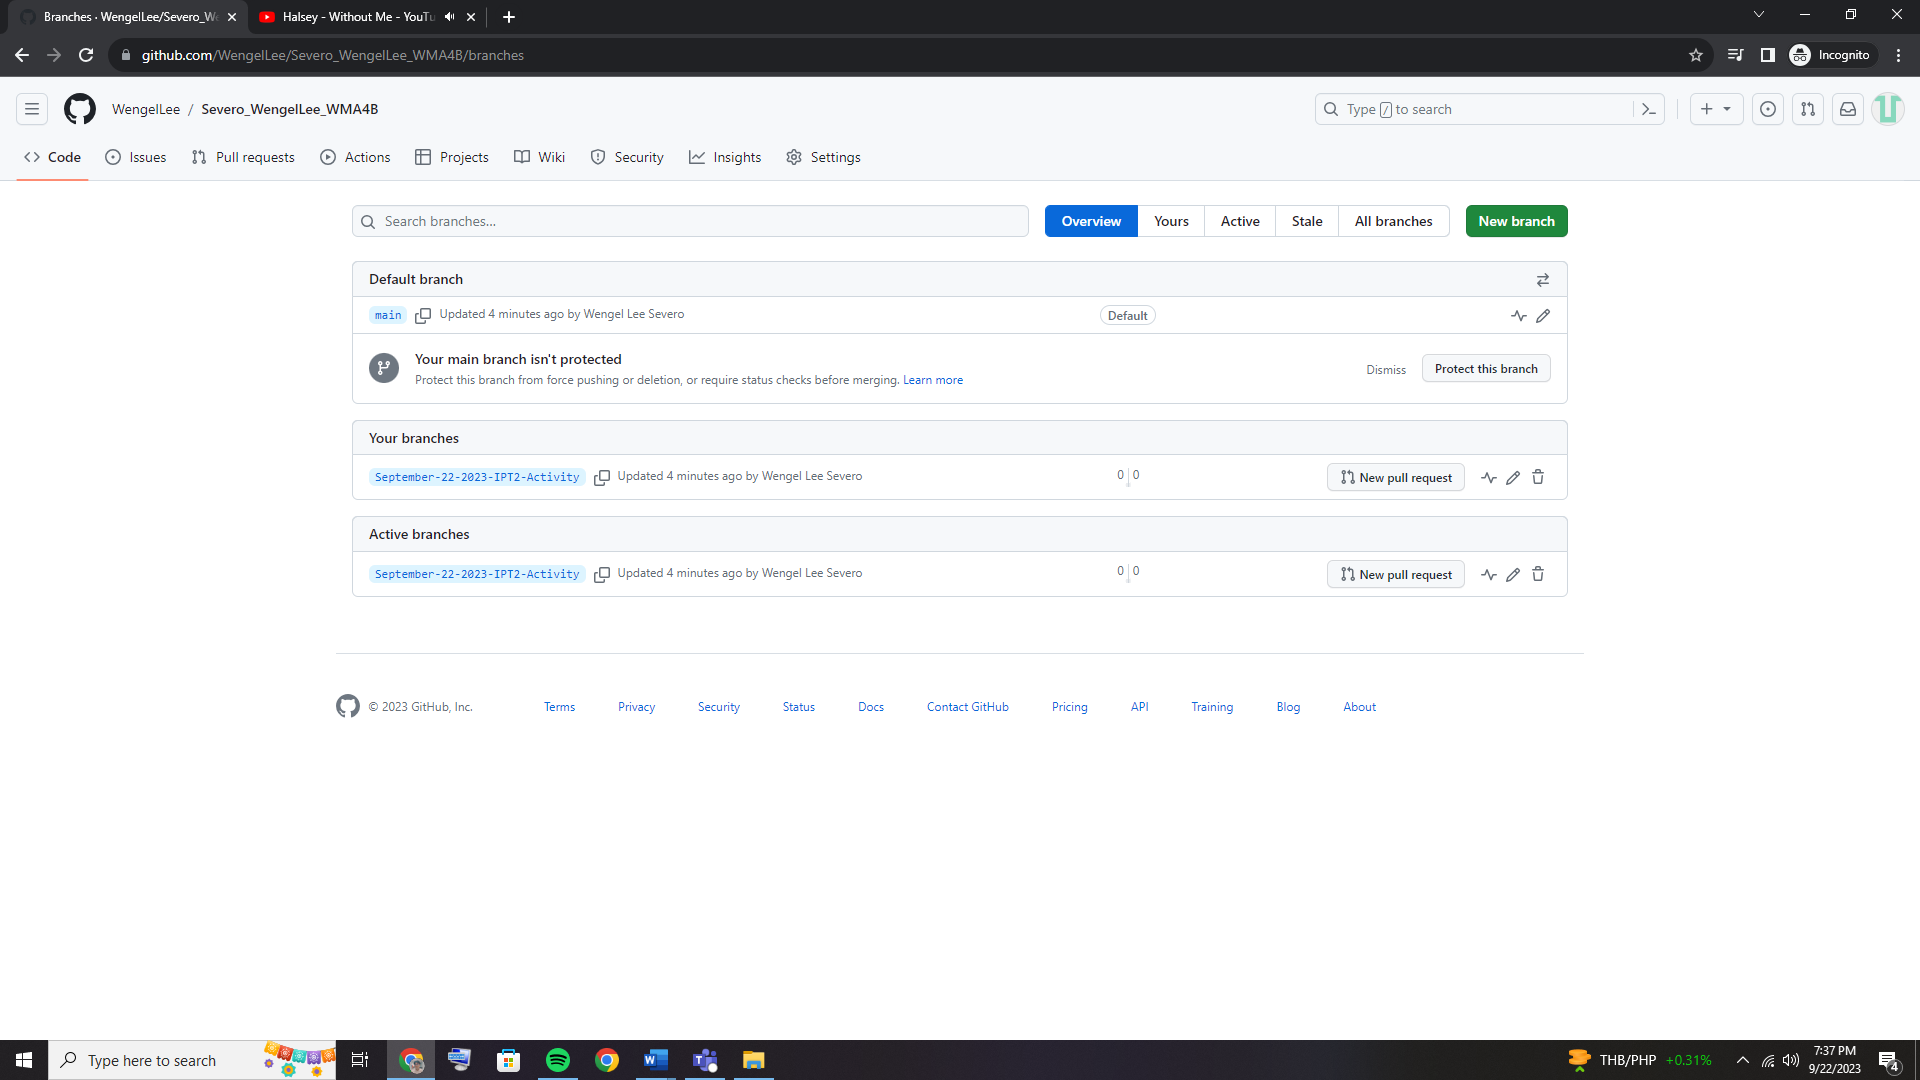 Branches · WengelLee/Severo_We
Halsey - Without Me - YouTu
github.com/WengelLee/Severo_WengelLee_WMA4B/branches
Incognito
WengelLee / Severo_WengelLee_WMA4B
Type / to search
Code
Issues
Pull requests
Actions
Projects
Wiki
Security
Insights
Settings
Search branches...
Overview
Yours
Active
Stale
All branches
New branch
Default branch
main
Updated 4 minutes ago by Wengel Lee Severo
Default
Your main branch isn't protected
Protect this branch from force pushing or deletion, or require status checks before merging. Learn more
Dismiss
Protect this branch
Your branches
September-22-2023-IPT2-Activity
Updated 4 minutes ago by Wengel Lee Severo
0 | 0
New pull request
Active branches
September-22-2023-IPT2-Activity
Updated 4 minutes ago by Wengel Lee Severo
0 | 0
New pull request
© 2023 GitHub, Inc.
Terms
Privacy
Security
Status
Docs
Contact GitHub
Pricing
API
Training
Blog
About
Type here to search
THB/PHP +0.31%
7:37 PM
9/22/2023
4